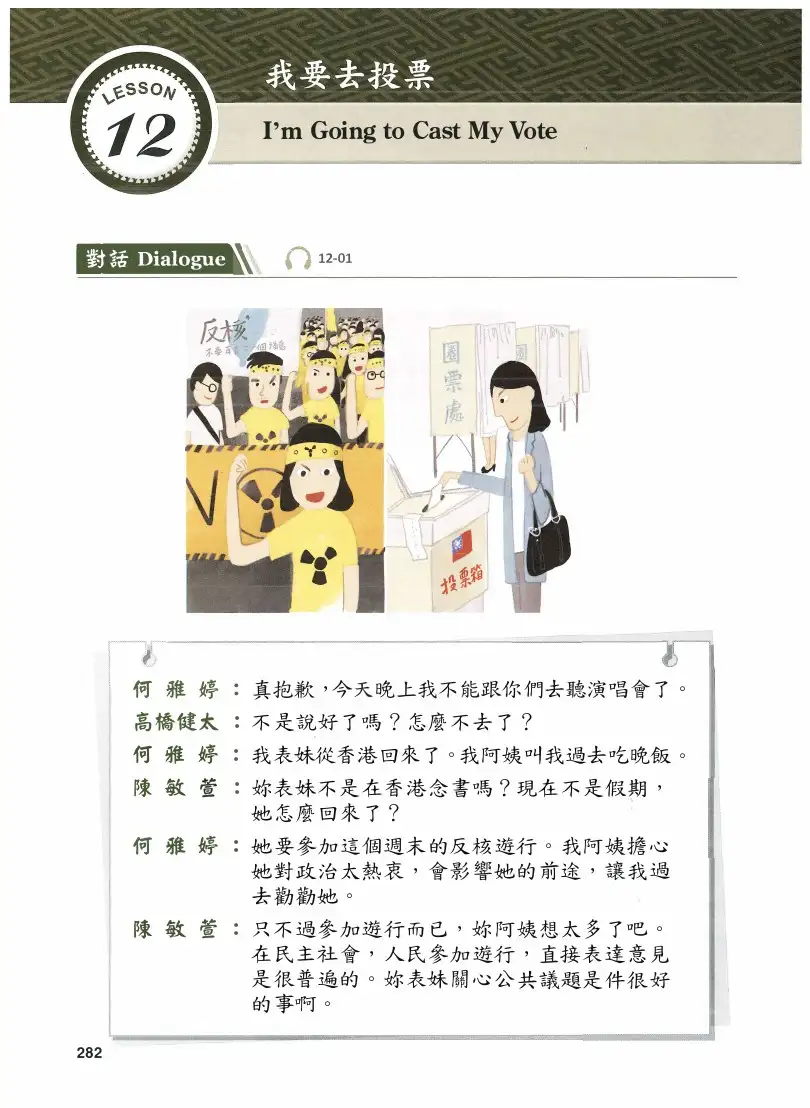 我要去投票
LESSON
12
I'm Going to Cast My Vote
對話 Dialogue
12-01
反核
圈票處
投票箱
何雅婷：真抱歉，今天晚上我不能跟你們去聽演唱會了。
高橋健太：不是說好了嗎？怎麼不去了？
何雅婷：我表妹從香港回來了。我阿姨叫我過去吃晚飯。
陳敏萱：妳表妹不是在香港念書嗎？現在不是假期，
她怎麼回來了？
何雅婷：她要參加這個週末的反核遊行。我阿姨擔心
她對政治太熱衷，會影響她的前途，讓我過
去勸勸她。
陳敏萱：只不過參加遊行而已，妳阿姨想太多了吧。
在民主社會，人民參加遊行，直接表達意見
是很普遍的。妳表妹關心公共議題是件很好
的事啊。
282